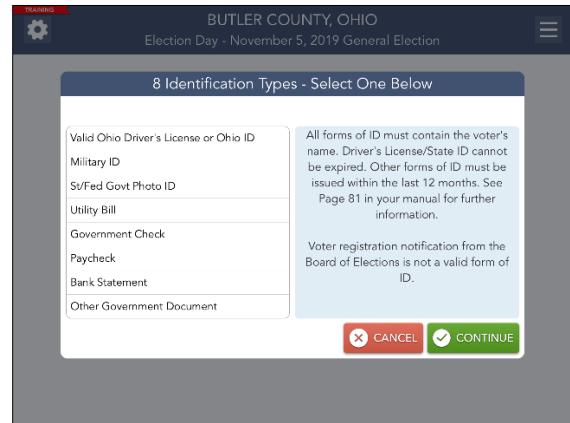 TRAINING
BUTLER COUNTY, OHIO
Election Day - November 5, 2019 General Election
8 Identification Types - Select One Below
Valid Ohio Driver's License or Ohio ID
Military ID
St/Fed Govt Photo ID
Utility Bill
Government Check
Paycheck
Bank Statement
Other Government Document
All forms of ID must contain the voter's
name. Driver's License/State ID cannot
be expired. Other forms of ID must be
issued within the last 12 months. See
Page 81 in your manual for further
information.
Voter registration notification from the
Board of Elections is not a valid form of
ID.
CANCEL
CONTINUE